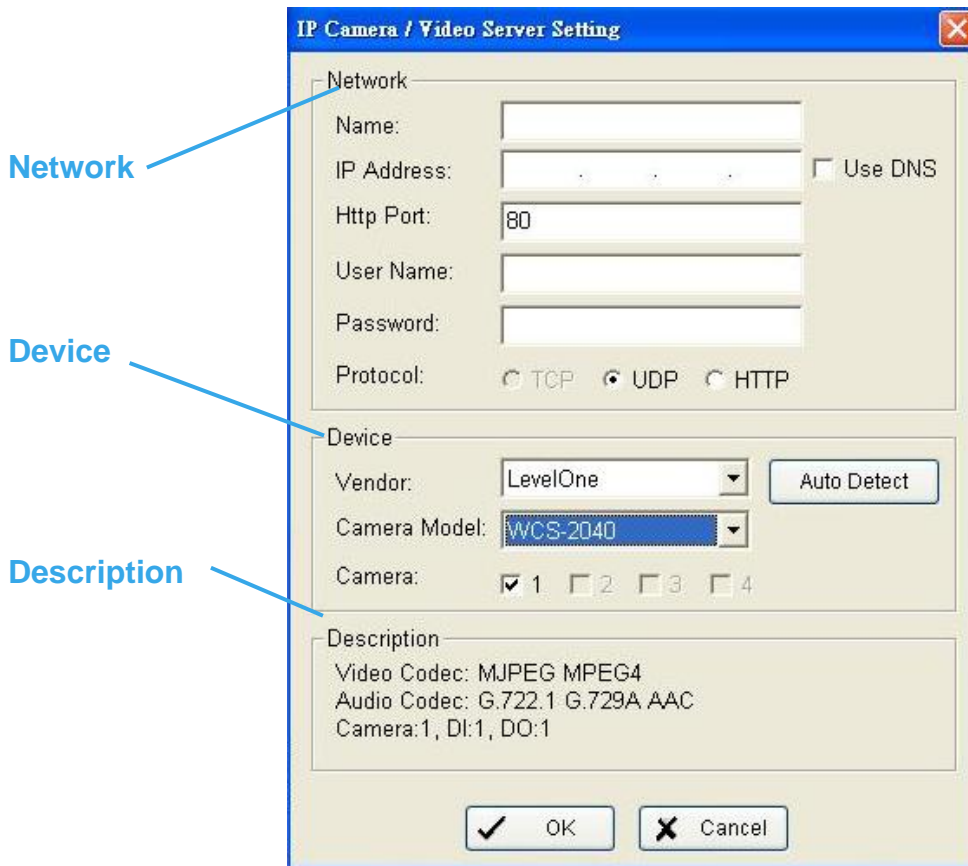 IP Camera / Video Server Setting
Network
Name:
Network
IP Address: . . . Use DNS
Http Port: 80
User Name:
Password:
Device
Protocol: TCP UDP HTTP
Device
Vendor: LevelOne Auto Detect
Camera Model: WCS-2040
Description
Camera: 1 2 3 4
Description
Video Codec: MJPEG MPEG4
Audio Codec: G.722.1 G.729A AAC
Camera:1, DI:1, DO:1
OK Cancel